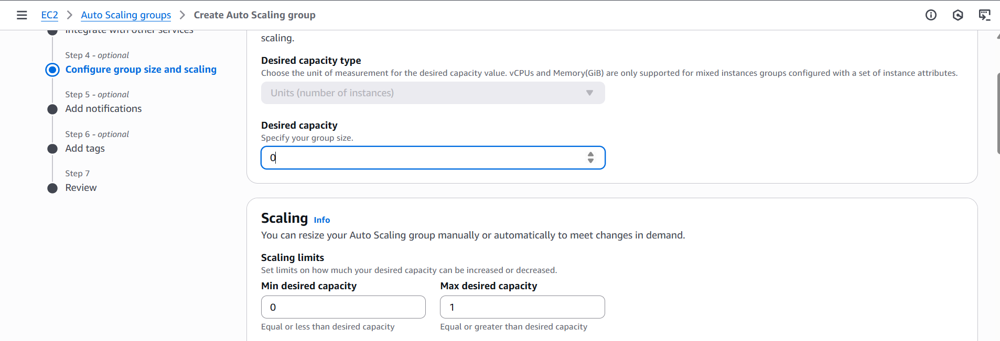 EC2 > Auto Scaling groups > Create Auto Scaling group
Integrate with other services
Step 4 - optional
Configure group size and scaling
Step 5 - optional
Add notifications
Step 6 - optional
Add tags
Step 7
Review
scaling.
Desired capacity type
Choose the unit of measurement for the desired capacity value. vCPUs and Memory(GiB) are only supported for mixed instances groups configured with a set of instance attributes.
Units (number of instances)
Desired capacity
Specify your group size.
0
Scaling Info
You can resize your Auto Scaling group manually or automatically to meet changes in demand.
Scaling limits
Set limits on how much your desired capacity can be increased or decreased.
Min desired capacity
0
Equal or less than desired capacity
Max desired capacity
1
Equal or greater than desired capacity